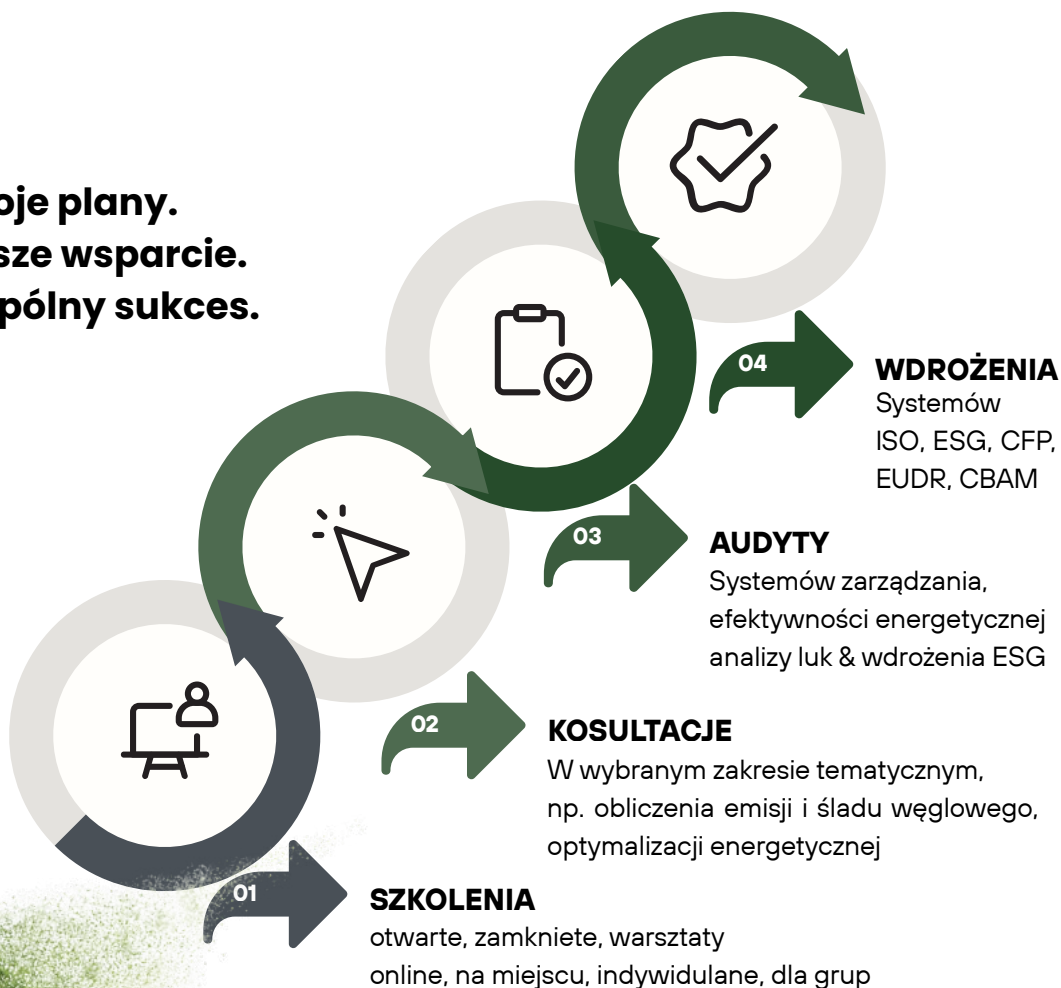 oje plany.
sze wsparcie.
pólny sukces.
04
WDROŻENIA
Systemów
ISO, ESG, CFP,
EUDR, CBAM
03
AUDYTY
Systemów zarządzania,
efektywności energetycznej
analizy luk & wdrożenia ESG
02
KOSULTACJE
W wybranym zakresie tematycznym,
np. obliczenia emisji i śladu węglowego,
optymalizacji energetycznej
01
SZKOLENIA
otwarte, zamkniete, warsztaty
online, na miejscu, indywidulane, dla grup